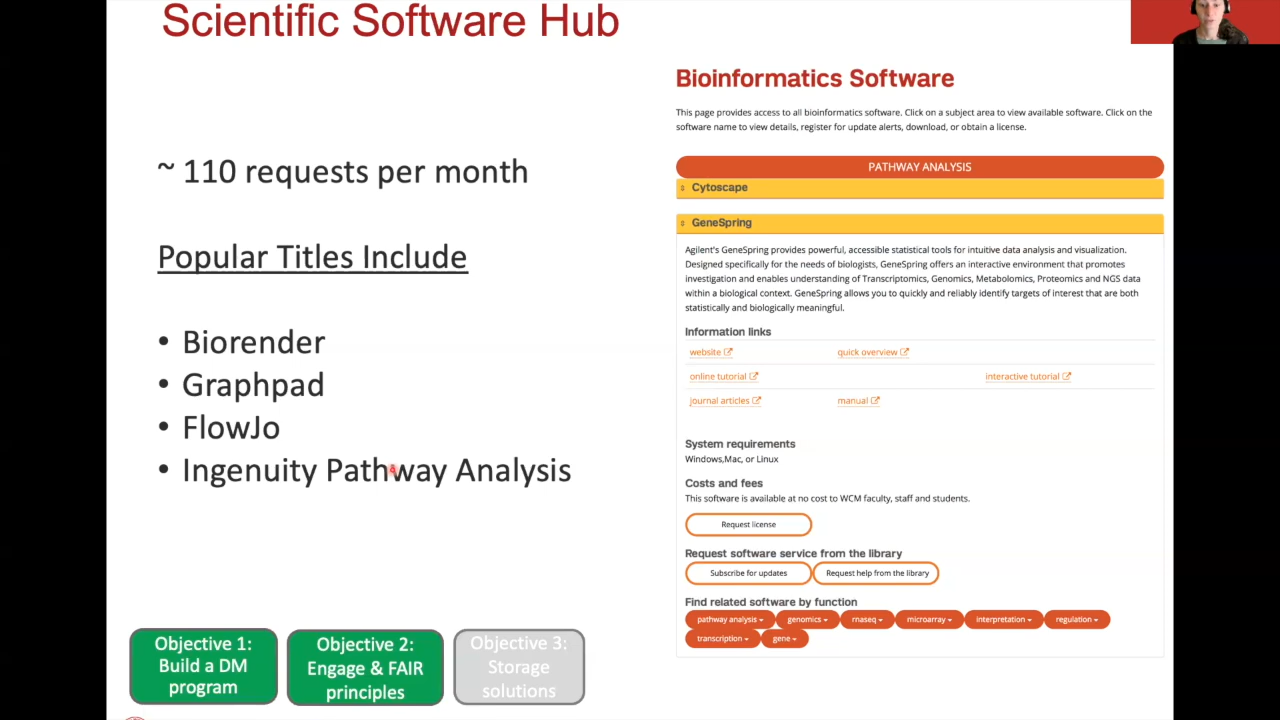 Scientific Software Hub
~ 110 requests per month
Popular Titles Include
• Biorender
• Graphpad
• FlowJo
• Ingenuity Pathway Analysis
Objective 1:
Build a DM
program
Objective 2:
Engage & FAIR
principles
Objective 3:
Storage
solutions
Bioinformatics Software
This page provides access to all bioinformatics software. Click on a subject area to view available software. Click on the
software name to view details, register for update alerts, download, or obtain a license.
PATHWAY ANALYSIS
Cytoscape
GeneSpring
Agilent's GeneSpring provides powerful, accessible statistical tools for intuitive data analysis and visualization.
Designed specifically for the needs of biologists, GeneSpring offers an interactive environment that promotes
investigation and enables understanding of Transcriptomics, Genomics, Metabolomics, Proteomics and NGS data
within a biological context. GeneSpring allows you to quickly and reliably identify targets of interest that are both
statistically and biologically meaningful.
Information links
website quick overview
online tutorial interactive tutorial
journal articles manual
System requirements
Windows,Mac, or Linux
Costs and fees
This software is available at no cost to WCM faculty, staff and students.
Request license
Request software service from the library
Subscribe for updates Request help from the library
Find related software by function
pathway analysis genomics rnaseq microarray interpretation regulation
transcription gene